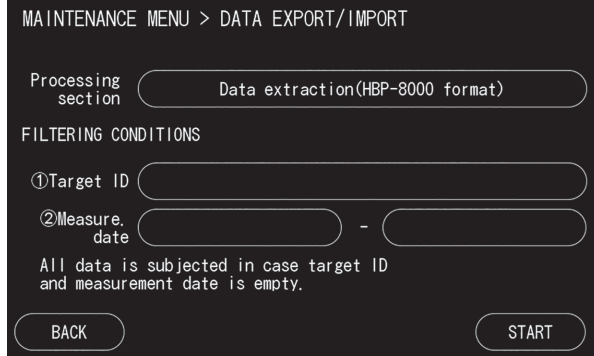 MAINTENANCE MENU > DATA EXPORT/IMPORT
Processing
section
Data extraction(HBP-8000 format)
FILTERING CONDITIONS
①Target ID
②Measure.
date
-
All data is subjected in case target ID
and measurement date is empty.
BACK
START